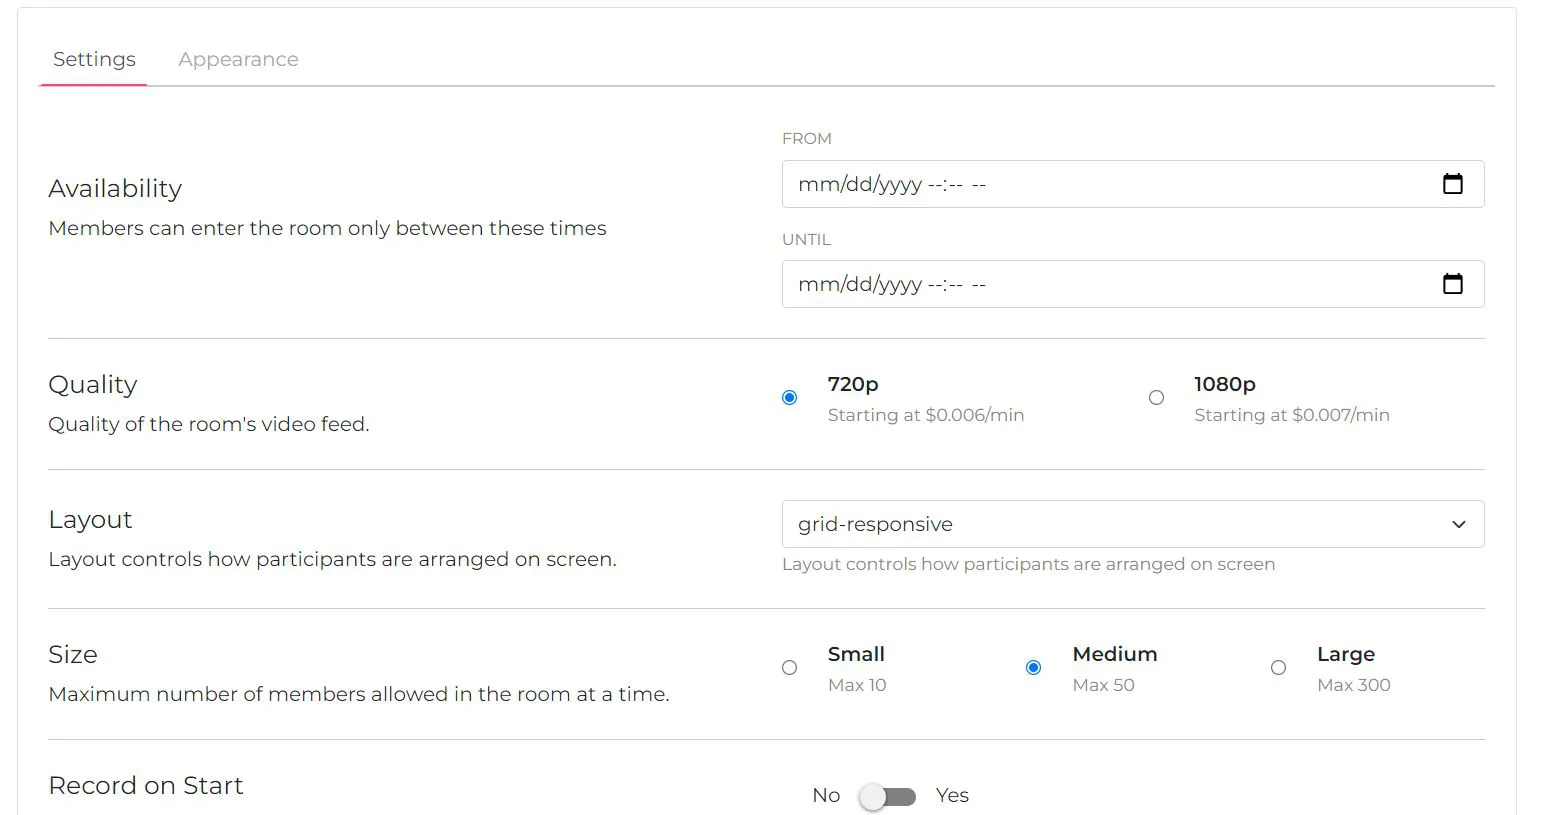 Settings Appearance
FROM
mm/dd/yyyy --:-- --
Availability
Members can enter the room only between these times
UNTIL
mm/dd/yyyy --:-- --
Quality
Quality of the room's video feed.
720p
Starting at $0.006/min
1080p
Starting at $0.007/min
Layout
Layout controls how participants are arranged on screen.
grid-responsive
Layout controls how participants are arranged on screen
Size
Maximum number of members allowed in the room at a time.
Small
Max 10
Medium
Max 50
Large
Max 300
Record on Start
No Yes